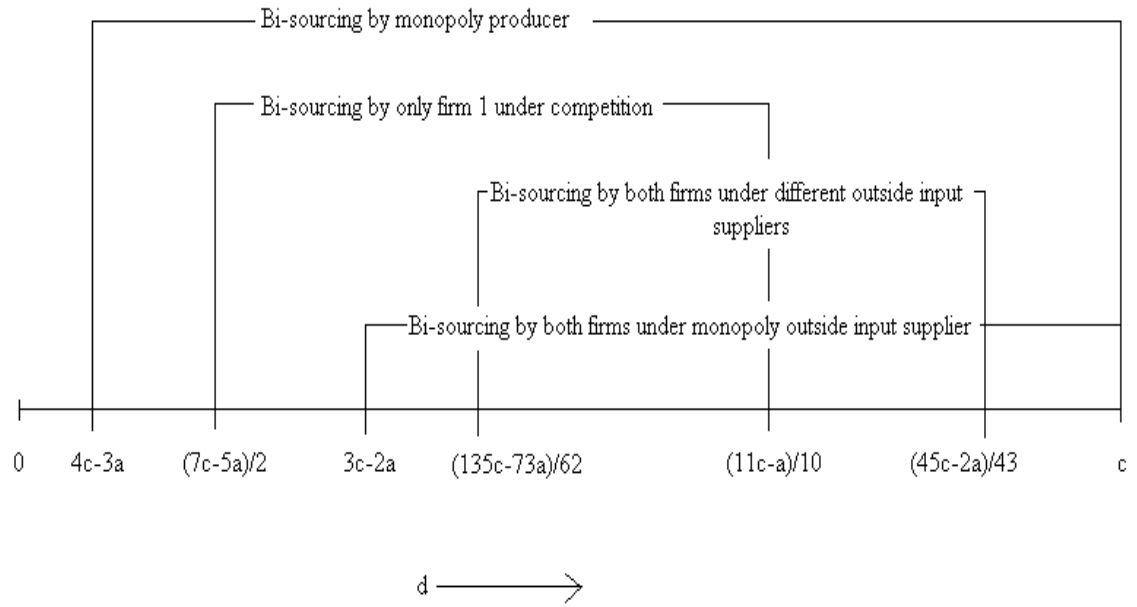 Bi-sourcing by monopoly producer
Bi-sourcing by only firm 1 under competition
Bi-sourcing by both firms under different outside input
suppliers
Bi-sourcing by both firms under monopoly outside input supplier
0 4c-3a (7c-5a)/2 3c-2a (135c-73a)/62 (11c-a)/10 (45c-2a)/43 c
d